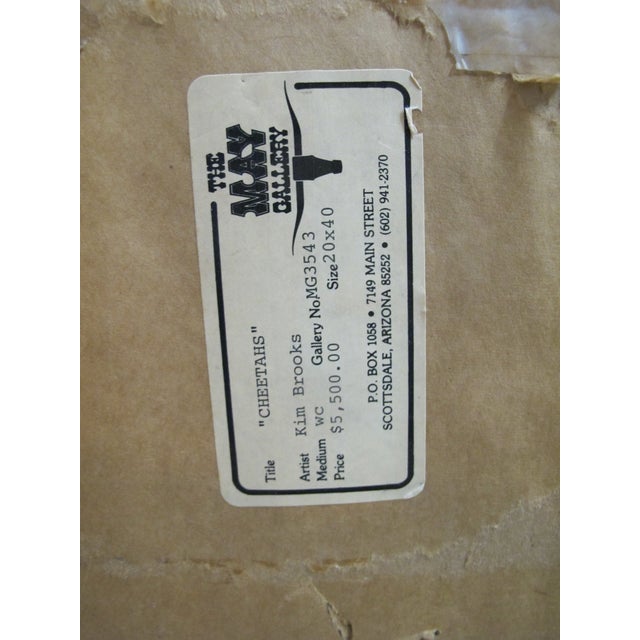 THE
MAY
GALLERY
Title "CHEETAHS"
Artist Kim Brooks
Medium WC Gallery No. MG3543
Price $5,500.00 Size 20x40
P.O. BOX 1058 • 7149 MAIN STREET
SCOTTSDALE, ARIZONA 85252 • (602) 941-2370